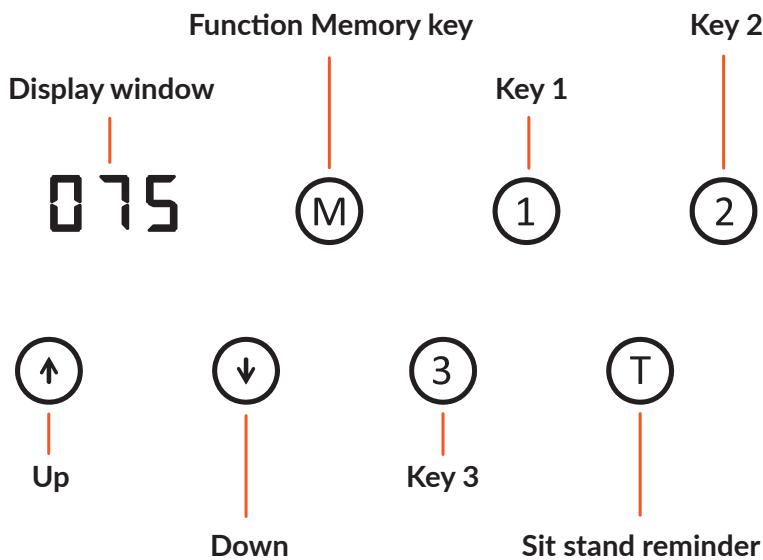 Function Memory key
Key 2
Display window
Key 1
075
M
1
2
3
T
Up
Key 3
Down
Sit stand reminder